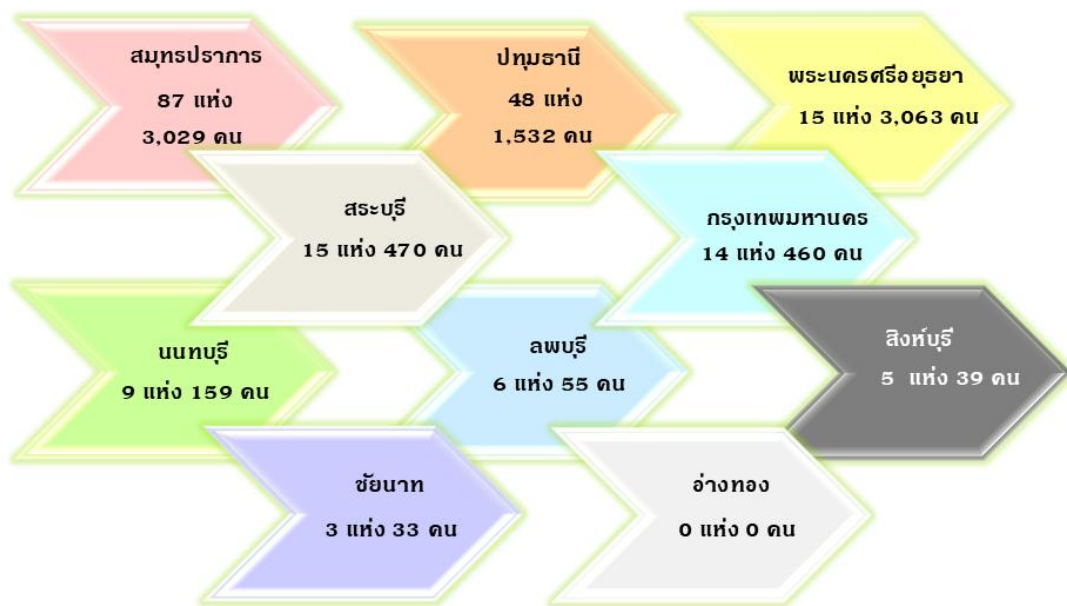 สมุทรปราการ
87 แห่ง
3,029 คน
ปทุมธานี
48 แห่ง
1,532 คน
พระนครศรีอยุธยา
15 แห่ง 3,063 คน
สระบุรี
15 แห่ง 470 คน
กรุงเทพมหานคร
14 แห่ง 460 คน
นนทบุรี
9 แห่ง 159 คน
ลพบุรี
6 แห่ง 55 คน
สิงห์บุรี
5 แห่ง 39 คน
ชัยนาท
3 แห่ง 33 คน
อ่างทอง
0 แห่ง 0 คน